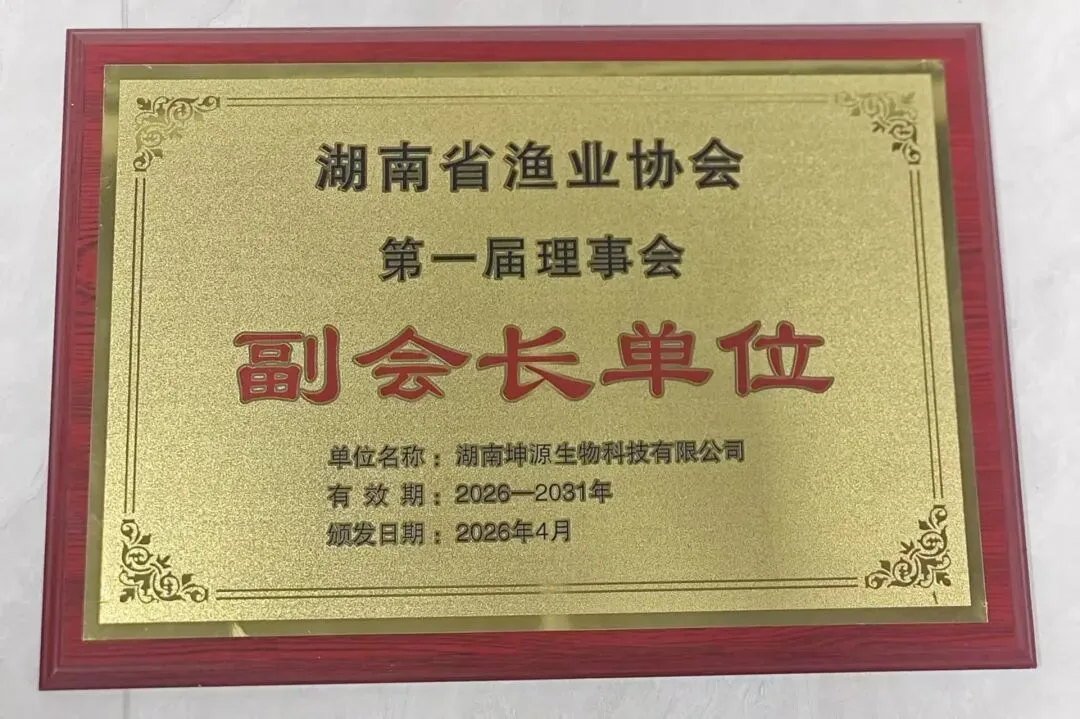 湖南省渔业协会
第一届理事会
副会长单位
单位名称：湖南坤源生物科技有限公司
有效期：2026—2031年
颁发日期：2026年4月